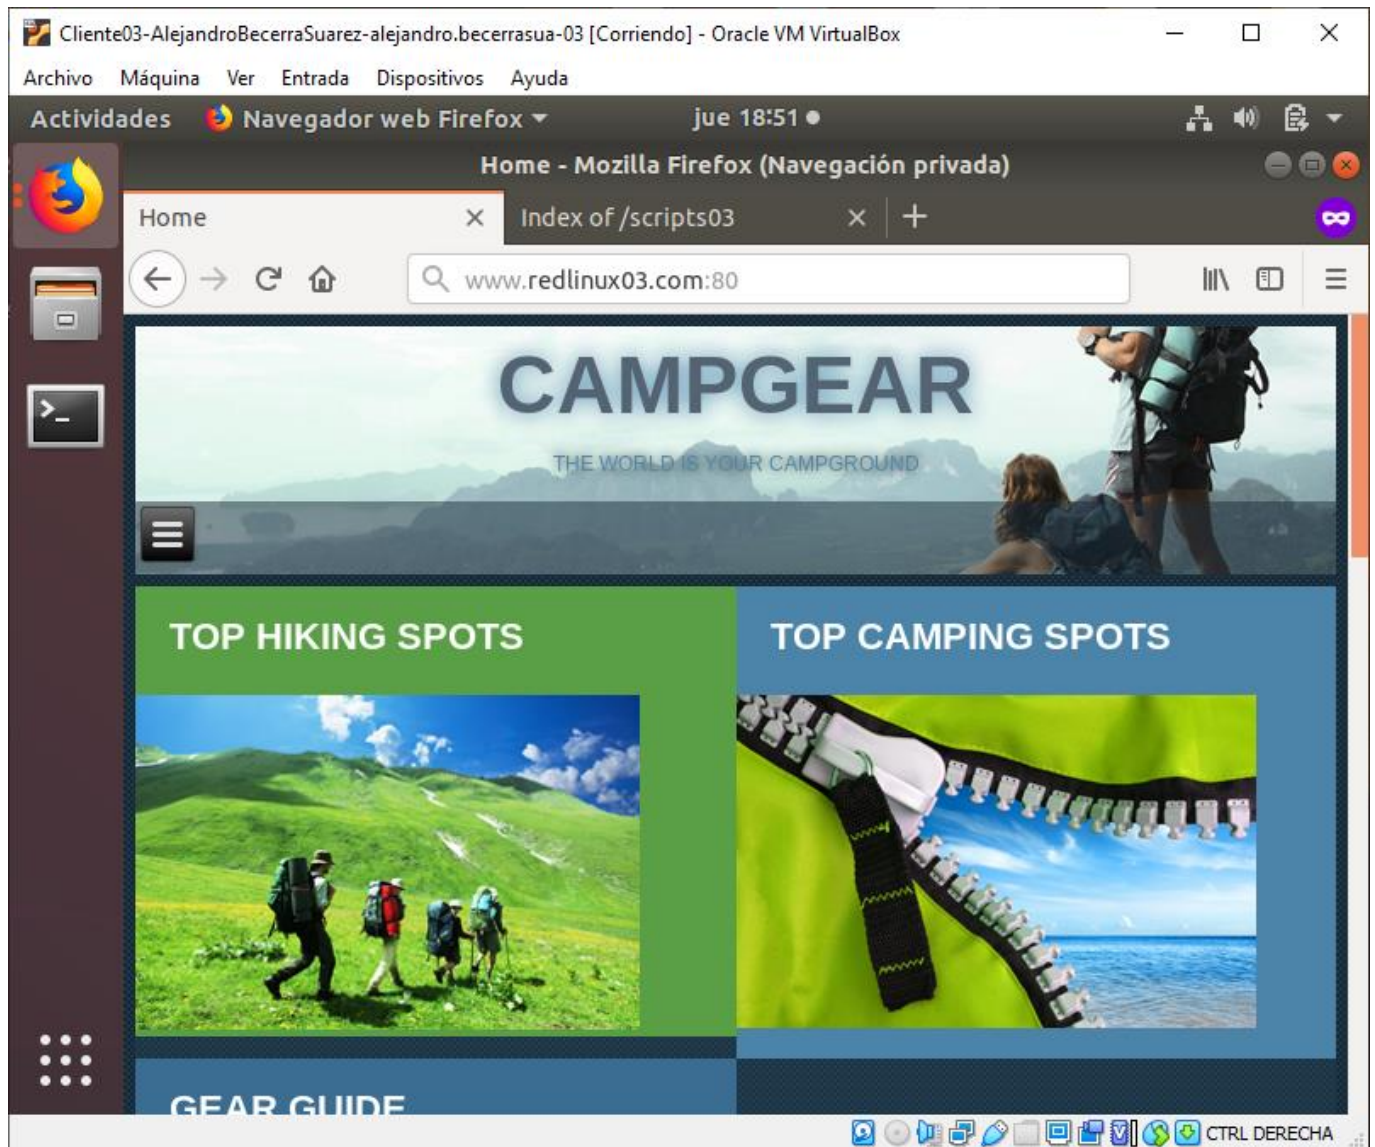 Cliente03-AlejandroBecerraSuarez-alejandro.becerrasua-03 [Corriendo] - Oracle VM VirtualBox
Archivo Máquina Ver Entrada Dispositivos Ayuda
Actividades Navegador web Firefox jue 18:51
Home - Mozilla Firefox (Navegación privada)
Home Index of /scripts03
www.redlinux03.com:80
CAMPGEAR
THE WORLD IS YOUR CAMPGROUND
TOP HIKING SPOTS
TOP CAMPING SPOTS
GEAR GUIDE
CTRL DERECHA